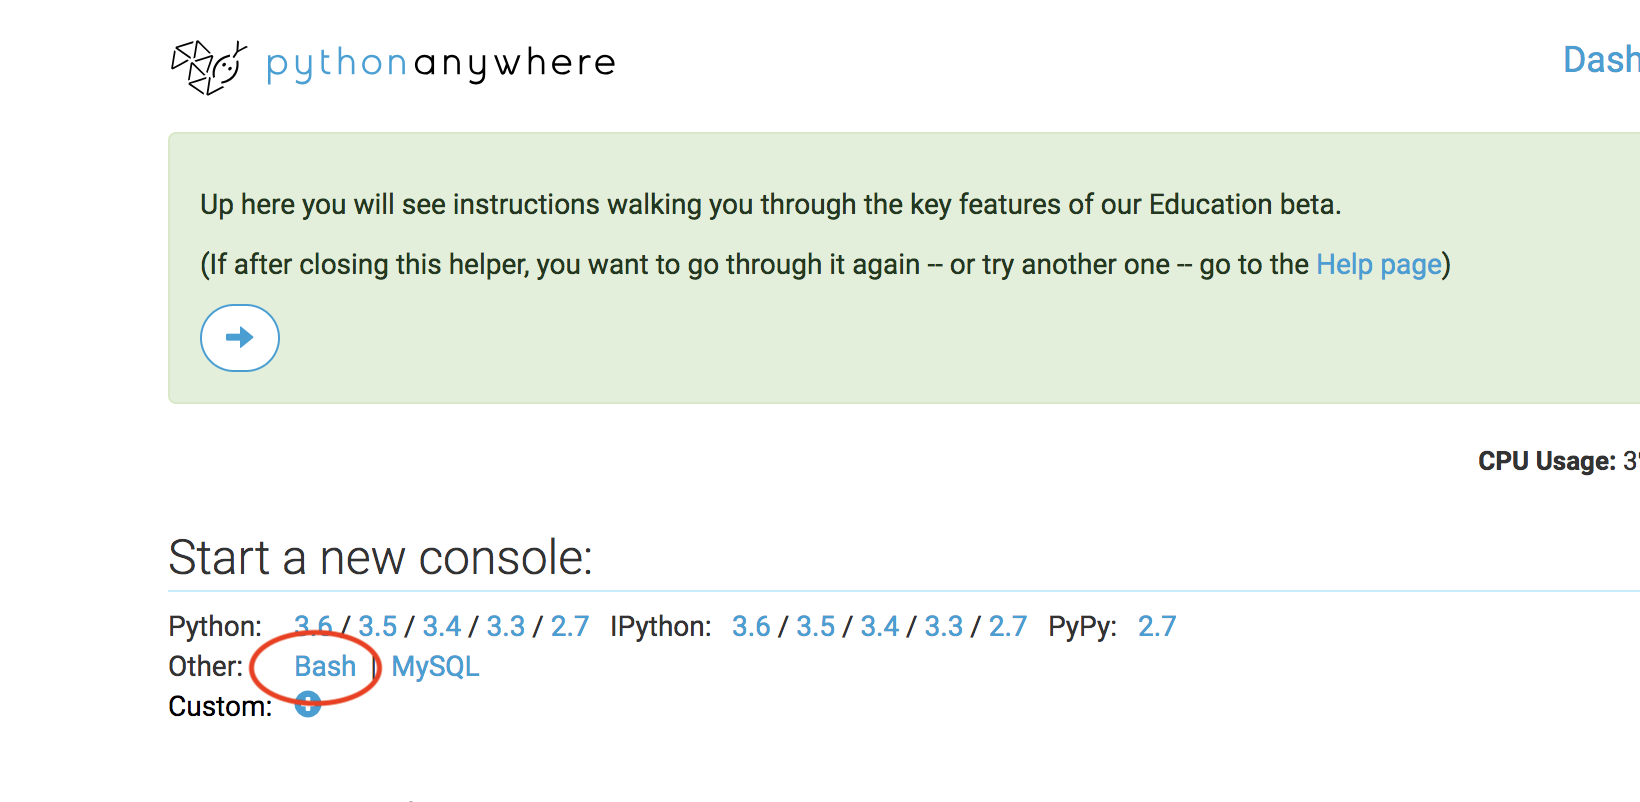 pythonanywhere
Dash
Up here you will see instructions walking you through the key features of our Education beta.
(If after closing this helper, you want to go through it again -- or try another one -- go to the Help page)
CPU Usage: 3
Start a new console:
Python: 3.6 / 3.5 / 3.4 / 3.3 / 2.7 IPython: 3.6 / 3.5 / 3.4 / 3.3 / 2.7 PyPy: 2.7
Other: Bash | MySQL
Custom: